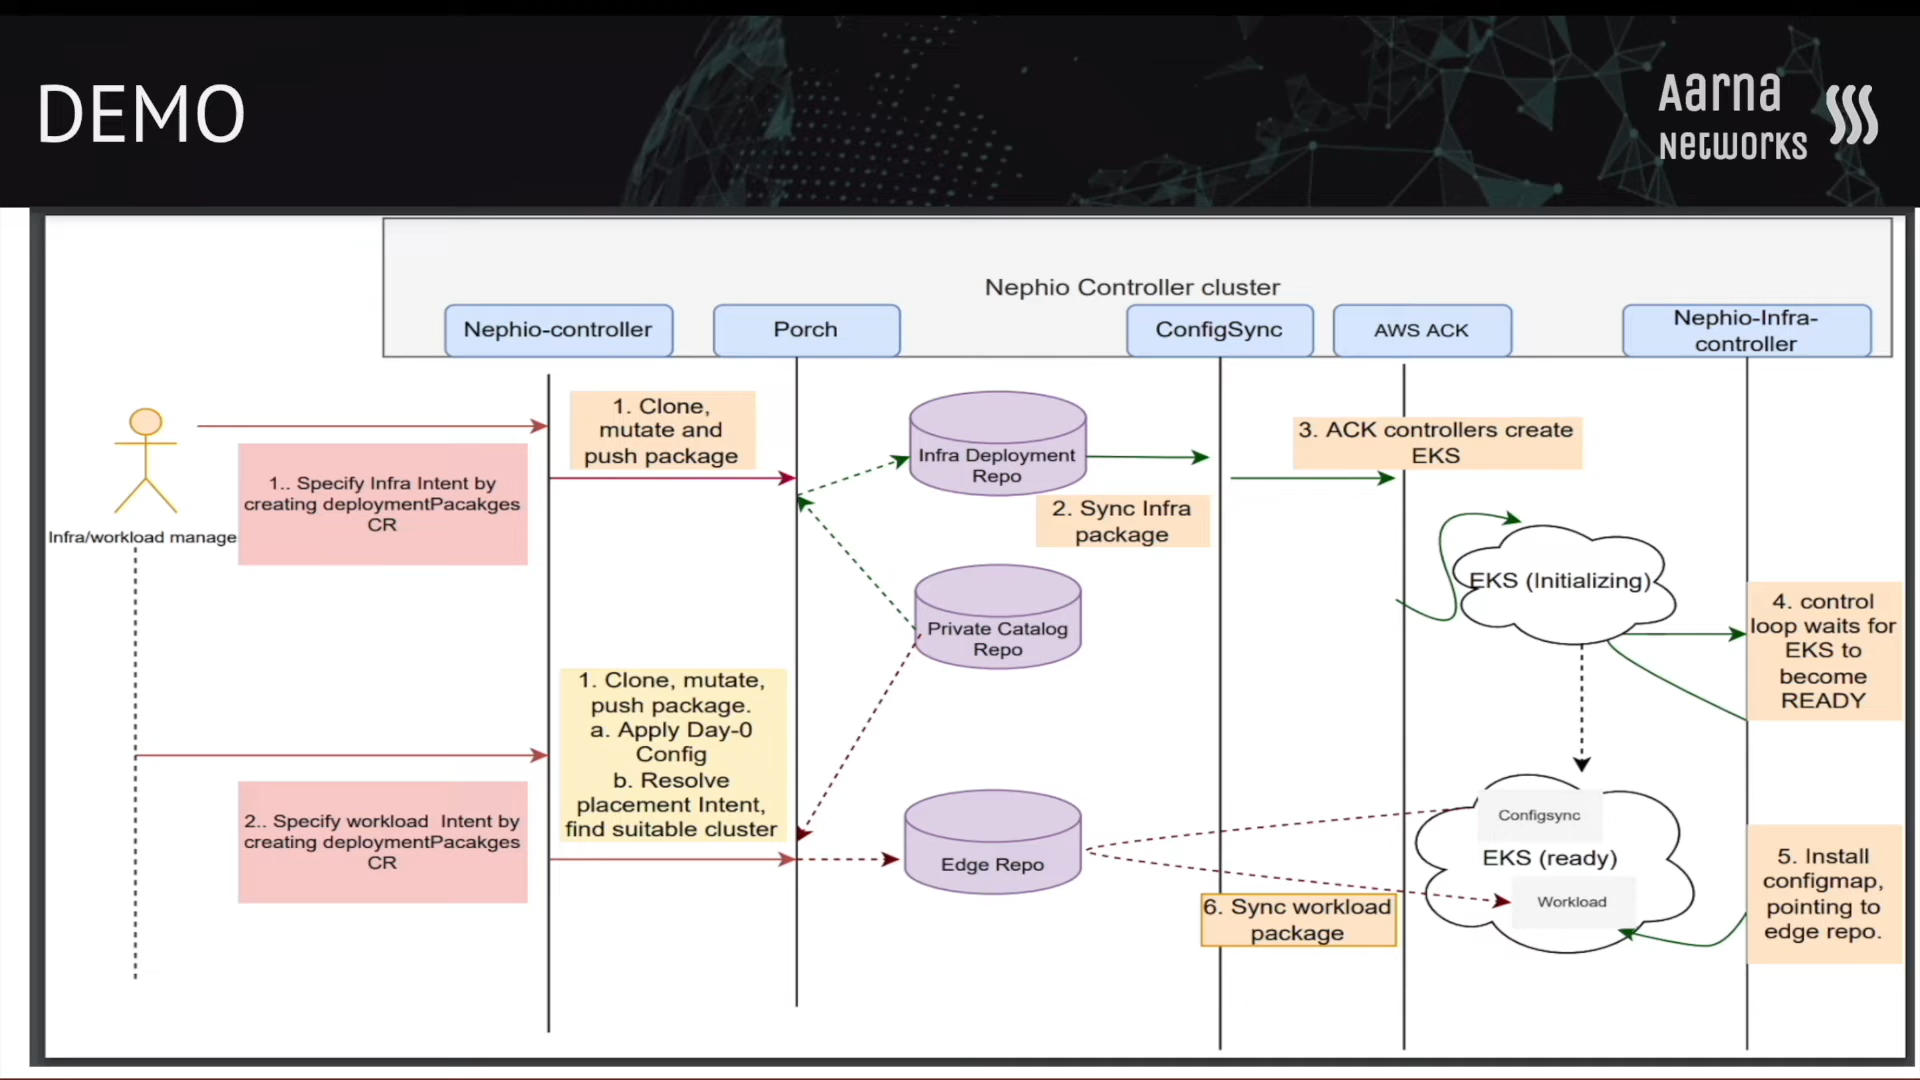 DEMO
Aarna
Networks
Nephio Controller cluster
Nephio-controller
Porch
ConfigSync
AWS ACK
Nephio-Infra-
controller
1. Clone,
mutate and
push package
Infra Deployment
Repo
3. ACK controllers create
EKS
1.. Specify Infra Intent by
creating deploymentPacakges
CR
Infra/workload manage
2. Sync Infra
package
EKS (Initializing)
Private Catalog
Repo
4. control
loop waits for
EKS to
become
READY
1. Clone, mutate,
push package.
a. Apply Day-0
Config
b. Resolve
placement Intent,
find suitable cluster
2.. Specify workload  Intent by
creating deploymentPacakges
CR
Edge Repo
Configsync
EKS (ready)
Workload
5. Install
configmap,
pointing to
edge repo.
6. Sync workload
package